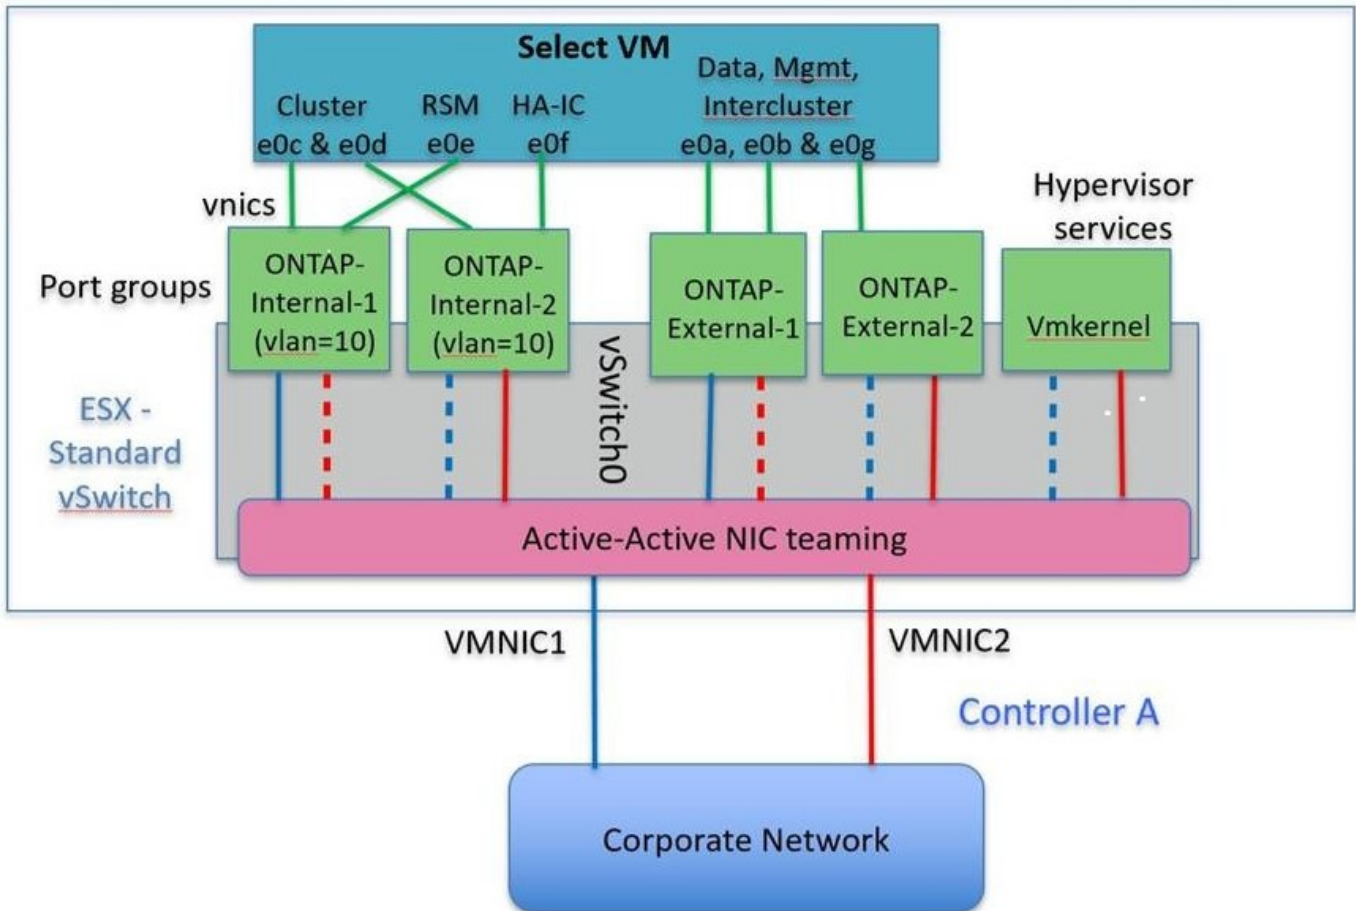 Select VM
Cluster
e0c & e0d
RSM
e0e
HA-IC
e0f
Data, Mgmt,
Intercluster
e0a, e0b & e0g
vnics
Hypervisor
services
Port groups
ONTAP-
Internal-1
(vlan=10)
ONTAP-
Internal-2
(vlan=10)
ONTAP-
External-1
ONTAP-
External-2
Vmkernel
vSwitch0
ESX -
Standard
vSwitch
Active-Active NIC teaming
VMNIC1
VMNIC2
Controller A
Corporate Network